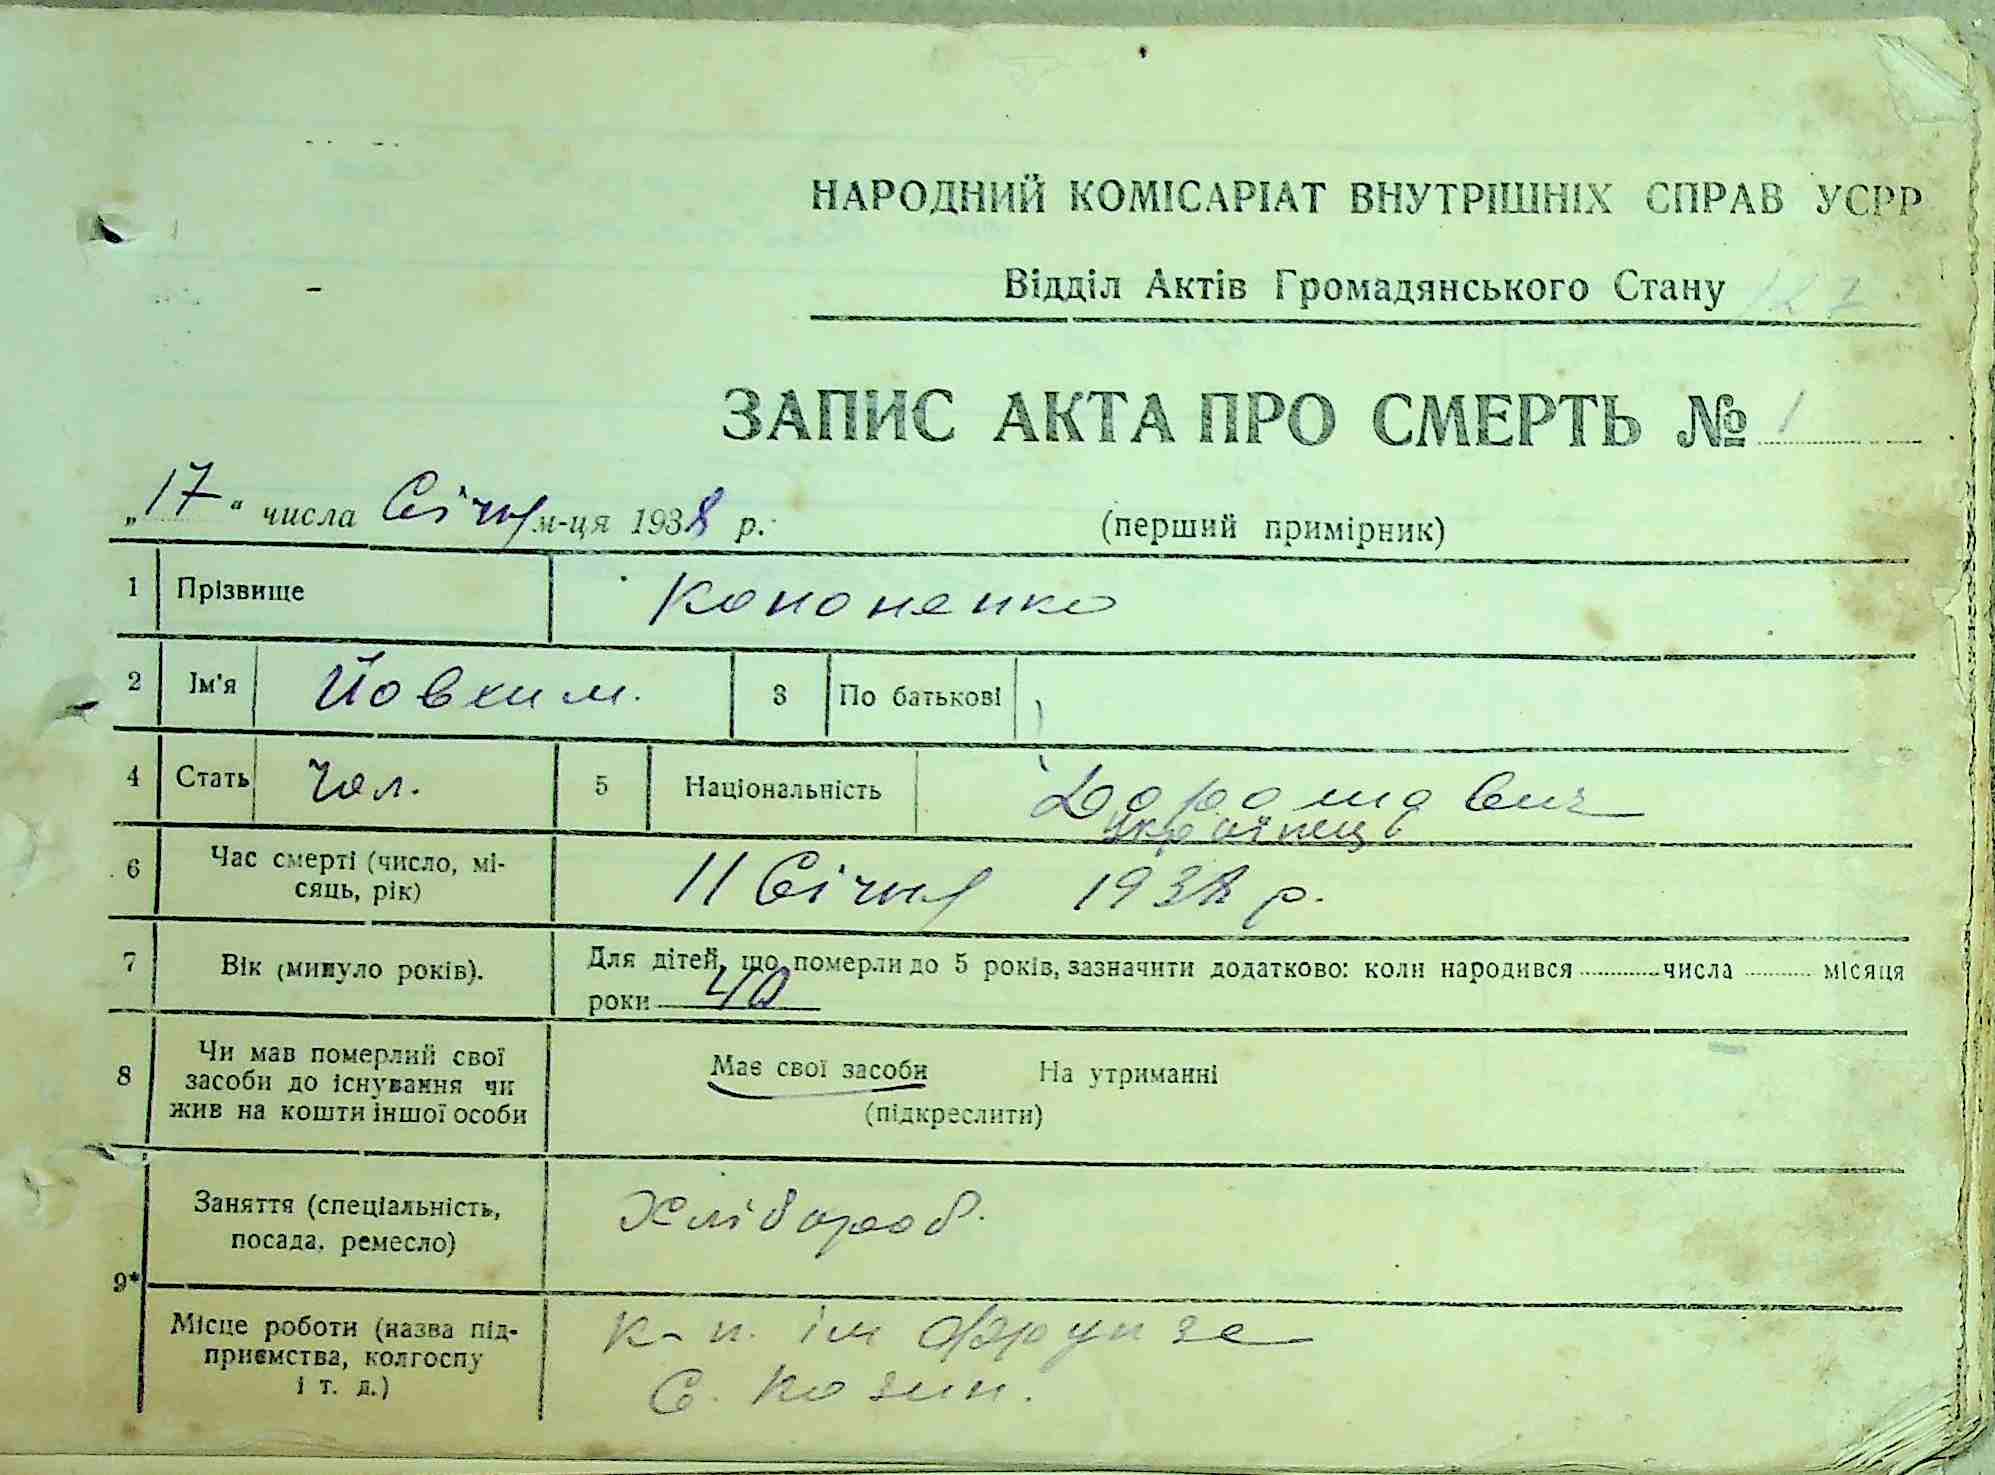 НАРОДНИЙ КОМІСАРІАТ ВНУТРІШНІХ СПРАВ УСРР
Відділ Актів Громадянського Стану
ЗАПИС АКТА ПРО СМЕРТЬ № 1
„17“ числа Січня м-ця 1938 р.
(перший примірник)
1 Прізвище Кононенко
2 Ім'я Йовхим. 3 По батькові
4 Стать Чол. 5 Національність
українець
6 Час смерті (число, мі-
сяць, рік) 11 Січня 1938 р.
7 Вік (минуло років). Для дітей, що померли до 5 років, зазначити додатково: коли народився числа місяця
роки 40
8 Чи мав померлий свої
засоби до існування чи
жив на кошти іншої особи
Має свої засоби На утриманні
(підкреслити)
9* Заняття (спеціальність,
посада, ремесло) Хлібороб.
Місце роботи (назва під-
приємства, колгоспу
і т. д.)
к-п. ім Фрунзе
С. Козин.